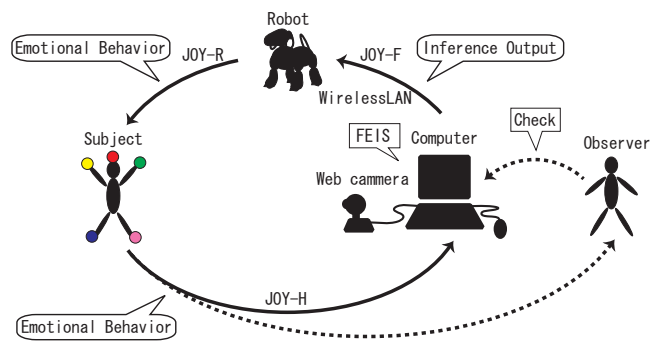 Robot
Emotional Behavior
JOY-R
JOY-F
Inference Output
WirelessLAN
Subject
FEIS
Computer
Check
Observer
Web cammera
JOY-H
Emotional Behavior